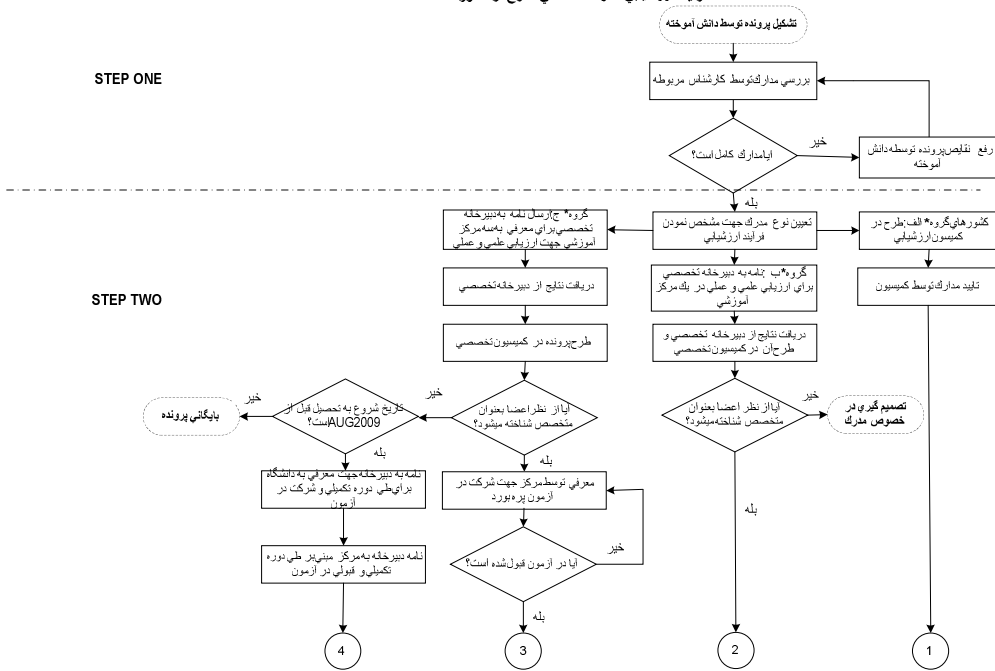 تشكيل پرونده توسط دانش آموخته
STEP ONE
بررسي مدارك توسط كارشناس مربوطه
آيا مدارك كامل است؟
خير
رفع نقايص پرونده توسطه دانش
آموخته
بله
كشورهاي گروه* الف: طرح در
كميسون ارزشيابي
تعيين نوع مدرك جهت مشخص نمودن
فرآيند ارزشيابي
گروه* ج: ارسال نامه به دبيرخانه
تخصصي براي معرفي به سه مركز
آموزشي جهت ارزيابي علمي و عملي
STEP TWO
تاييد مدارك توسط كميسيون
گروه*ب :نامه به دبيرخانه تخصصي
براي ارزيابي علمي و عملي در يك مركز
آموزشي
دريافت نتايج از دبيرخانه تخصصي
دريافت نتايج از دبيرخانه تخصصي و
طرح آن در كميسيون تخصصي
طرح پرونده در كميسيون تخصصي
آيا از نظر اعضا بعنوان
متخصص شناخته ميشود؟
خير
تصميم گيري در
خصوص مدرك
بله
آيا از نظر اعضا بعنوان
متخصص شناخته ميشود؟
خير
بله
تاريخ شروع به تحصيل قبل از
AUG2009است؟
خير
بايگاني پرونده
بله
معرفي توسط مركز جهت شركت در
آزمون پره بورد
نامه به دبيرخانه جهت معرفي به دانشگاه
براي طي دوره تكميلي و شركت در
آزمون
آيا در آزمون قبول شده است؟
خير
بله
نامه دبيرخانه به مركز مبني بر طي دوره
تكميلي و قبولي در آزمون
1
2
3
4